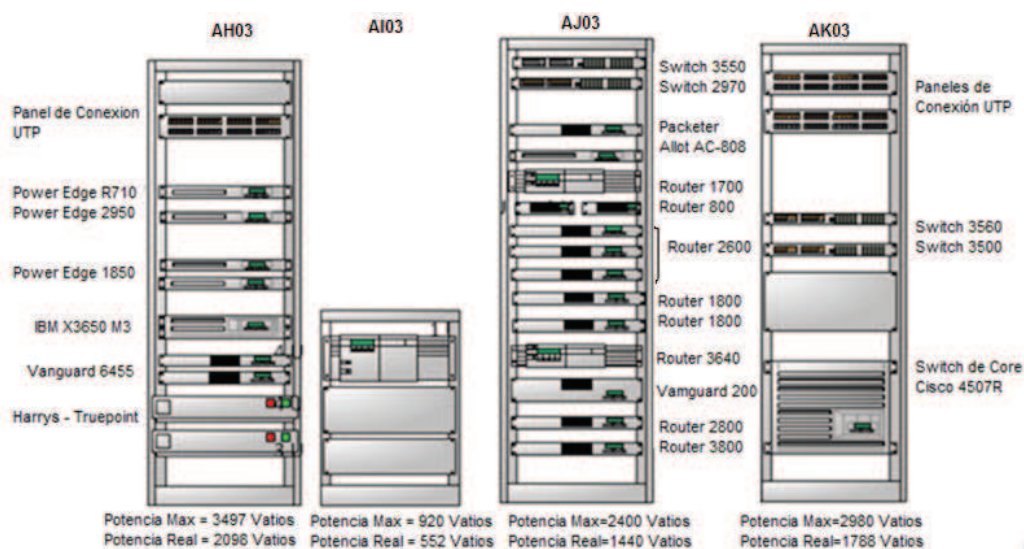 AH03
Panel de Conexion
UTP
Power Edge R710
Power Edge 2950
Power Edge 1850
IBM X3650 M3
Vanguard 6455
Harrys - Truepoint
Potencia Max = 3497 Vatios
Potencia Real = 2098 Vatios
AI03
Potencia Max = 920 Vatios
Potencia Real = 552 Vatios
AJ03
Switch 3550
Switch 2970
Packeter
Allot AC-808
Router 1700
Router 800
Router 2600
Router 1800
Router 1800
Router 3640
Vamguard 200
Router 2800
Router 3800
Potencia Max=2400 Vatios
Potencia Real=1440 Vatios
AK03
Paneles de
Conexión UTP
Switch 3560
Switch 3500
Switch de Core
Cisco 4507R
Potencia Max=2980 Vatios
Potencia Real=1788 Vatios